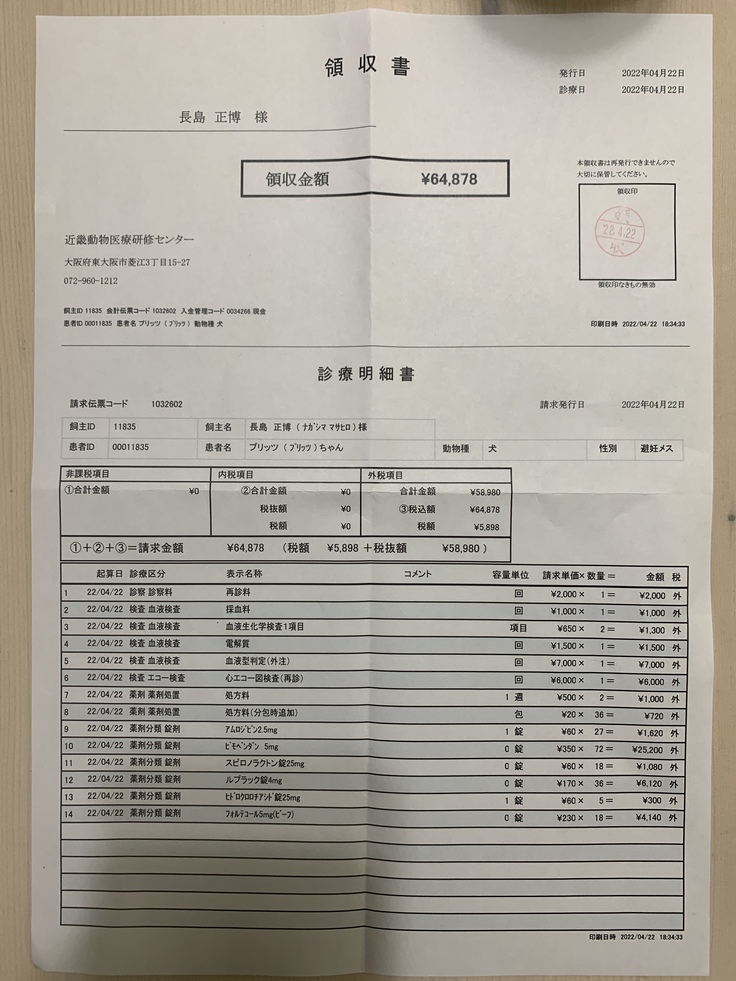 領収書
発行日 2022年04月22日
診療日 2022年04月22日
長島 正博 様
領収金額 ¥64,878
本領収書は再発行できませんので
大切に保管してください。
領収印
22.4.22
近畿動物医療研修センター
大阪府東大阪市菱江3丁目15-27
072-960-1212
領収印なきもの無効
飼主ID 11835 会計伝票コード 1032602 入金管理コード 0034266 現金
患者ID 00011835 患者名 ブリッツ (ブリッツ) 動物種 犬
印刷日時 2022/04/22 18:34:33
診療明細書
請求伝票コード 1032602
請求発行日 2022年04月22日
飼主ID 11835 飼主名 長島 正博 (ナガシマ マサヒロ) 様
患者ID 00011835 患者名 ブリッツ (ブリッツ)ちゃん 動物種 犬 性別 避妊メス
非課税項目 内税項目 外税項目
①合計金額 ¥0 ②合計金額 ¥0 合計金額 ¥58,980
税抜額 ¥0 ③税込額 ¥64,878
税額 ¥0 税額 ¥5,898
①+②+③=請求金額 ¥64,878 (税額 ¥5,898 +税抜額 ¥58,980 )
起算日 診療区分 表示名称 コメント 容量単位 請求単価× 数量 = 金額 税
1 22/04/22 診察 診察料 再診料 回 ¥2,000 × 1 = ¥2,000 外
2 22/04/22 検査 血液検査 採血料 回 ¥1,000 × 1 = ¥1,000 外
3 22/04/22 検査 血液検査 血液生化学検査1項目 項目 ¥650 × 2 = ¥1,300 外
4 22/04/22 検査 血液検査 電解質 回 ¥1,500 × 1 = ¥1,500 外
5 22/04/22 検査 血液検査 血液型判定(外注) 回 ¥7,000 × 1 = ¥7,000 外
6 22/04/22 検査 エコー検査 心エコー図検査(再診) 回 ¥6,000 × 1 = ¥6,000 外
7 22/04/22 薬剤 薬剤処置 処方料 1 週 ¥500 × 2 = ¥1,000 外
8 22/04/22 薬剤 薬剤処置 処方料(分包時追加) 包 ¥20 × 36 = ¥720 外
9 22/04/22 薬剤分類 錠剤 アムロジピン2.5mg 1 錠 ¥60 × 27 = ¥1,620 外
10 22/04/22 薬剤分類 錠剤 ピモベンダン 5mg 0 錠 ¥350 × 72 = ¥25,200 外
11 22/04/22 薬剤分類 錠剤 スピロノラクトン錠25mg 0 錠 ¥60 × 18 = ¥1,080 外
12 22/04/22 薬剤分類 錠剤 ルプラック錠4mg 0 錠 ¥170 × 36 = ¥6,120 外
13 22/04/22 薬剤分類 錠剤 ヒドロクロロチアジド錠25mg 1 錠 ¥60 × 5 = ¥300 外
14 22/04/22 薬剤分類 錠剤 フォルテコール5mg(ビーフ) 0 錠 ¥230 × 18 = ¥4,140 外
印刷日時 2022/04/22 18:34:33